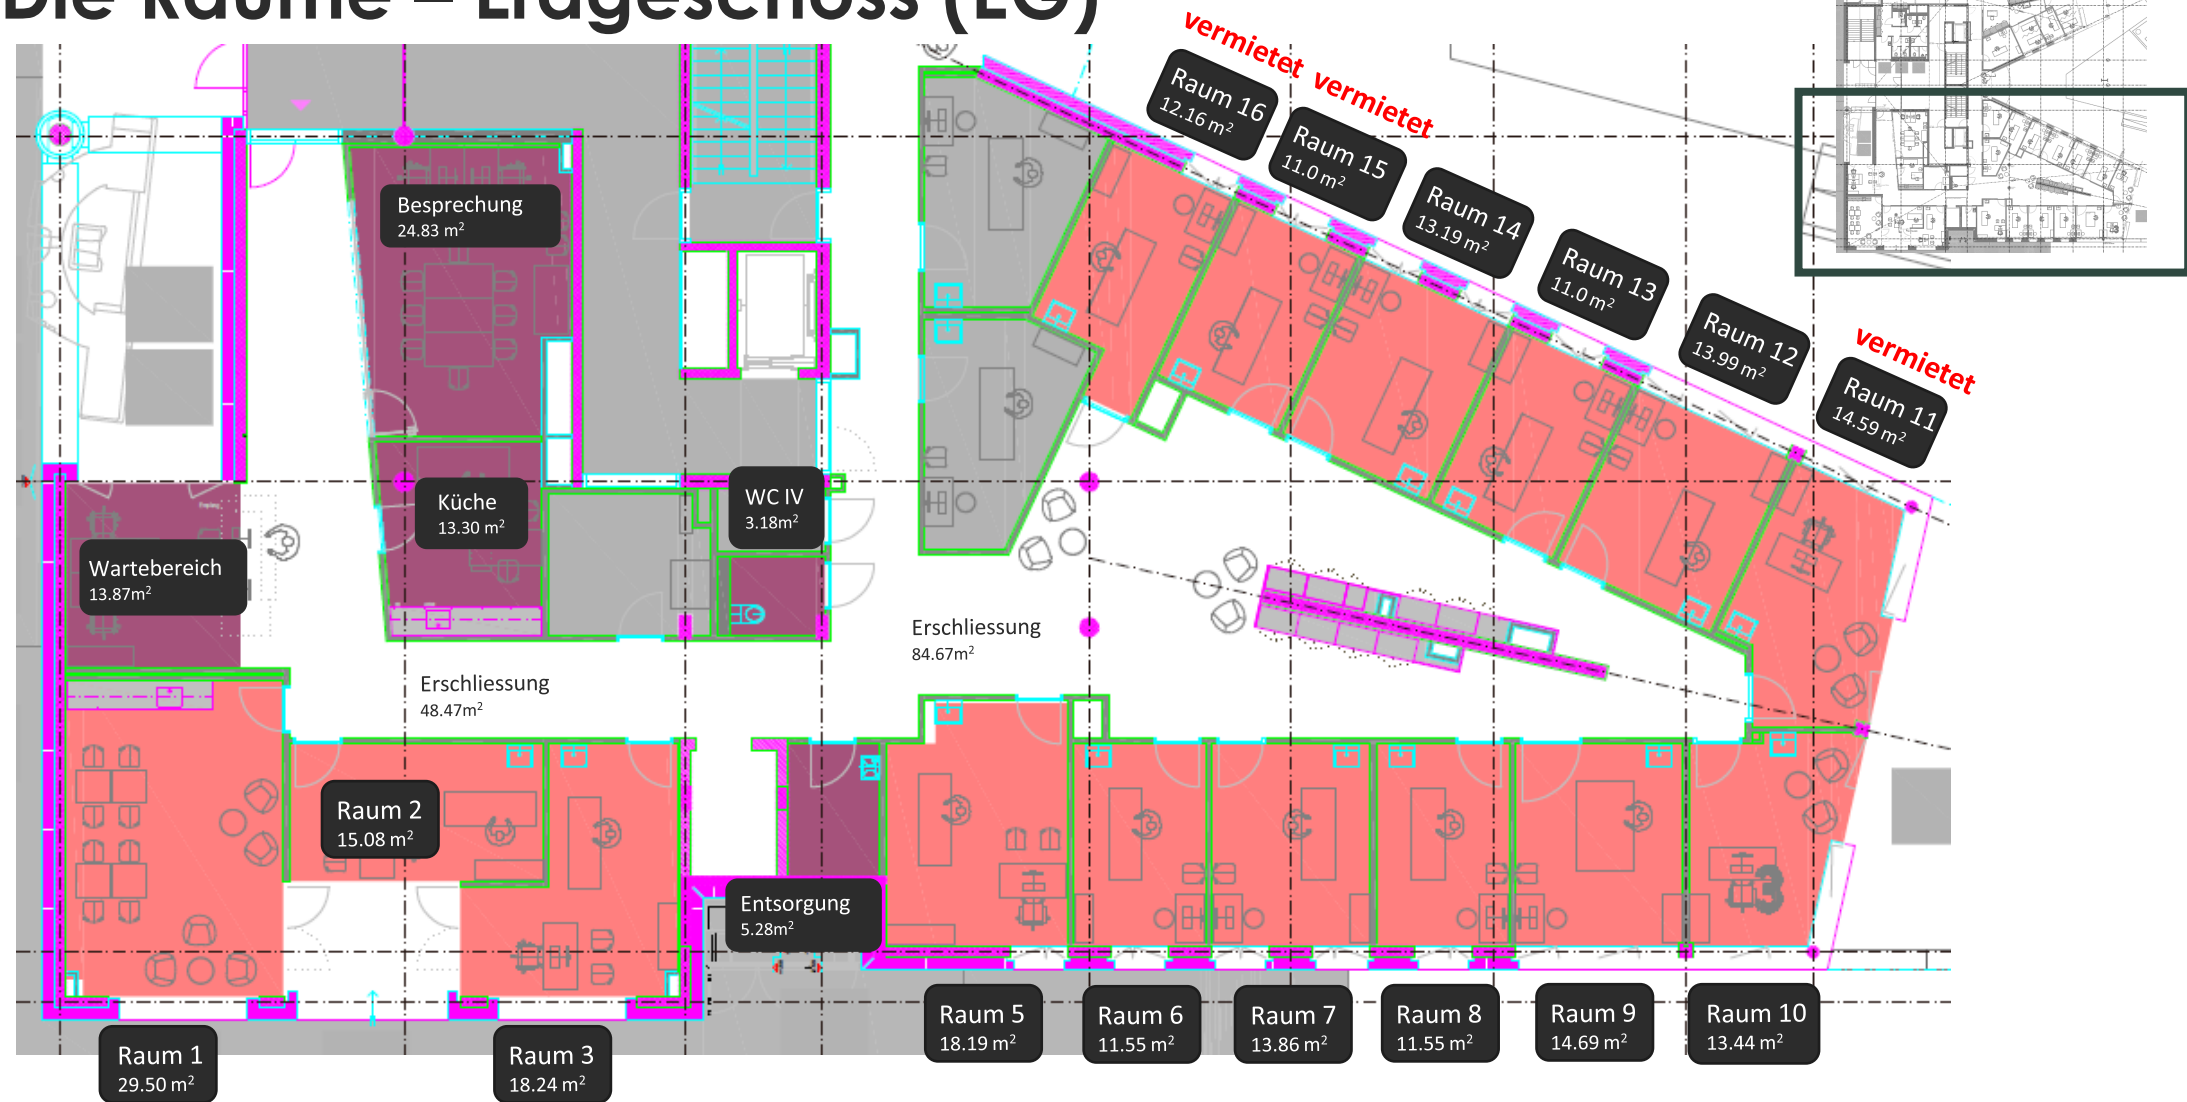 Die Räume – Erdgeschoss (EG)
vermietet
vermietet
Raum 16
12.16 m²
Raum 15
11.0 m²
Raum 14
13.19 m²
Raum 13
11.0 m²
Raum 12
13.99 m²
vermietet
Raum 11
14.59 m²
Besprechung
24.83 m²
Küche
13.30 m²
WC IV
3.18m²
Wartebereich
13.87m²
Erschliessung
84.67m²
Erschliessung
48.47m²
Raum 2
15.08 m²
Entsorgung
5.28m²
3
Raum 5
18.19 m²
Raum 6
11.55 m²
Raum 7
13.86 m²
Raum 8
11.55 m²
Raum 9
14.69 m²
Raum 10
13.44 m²
Raum 1
29.50 m²
Raum 3
18.24 m²